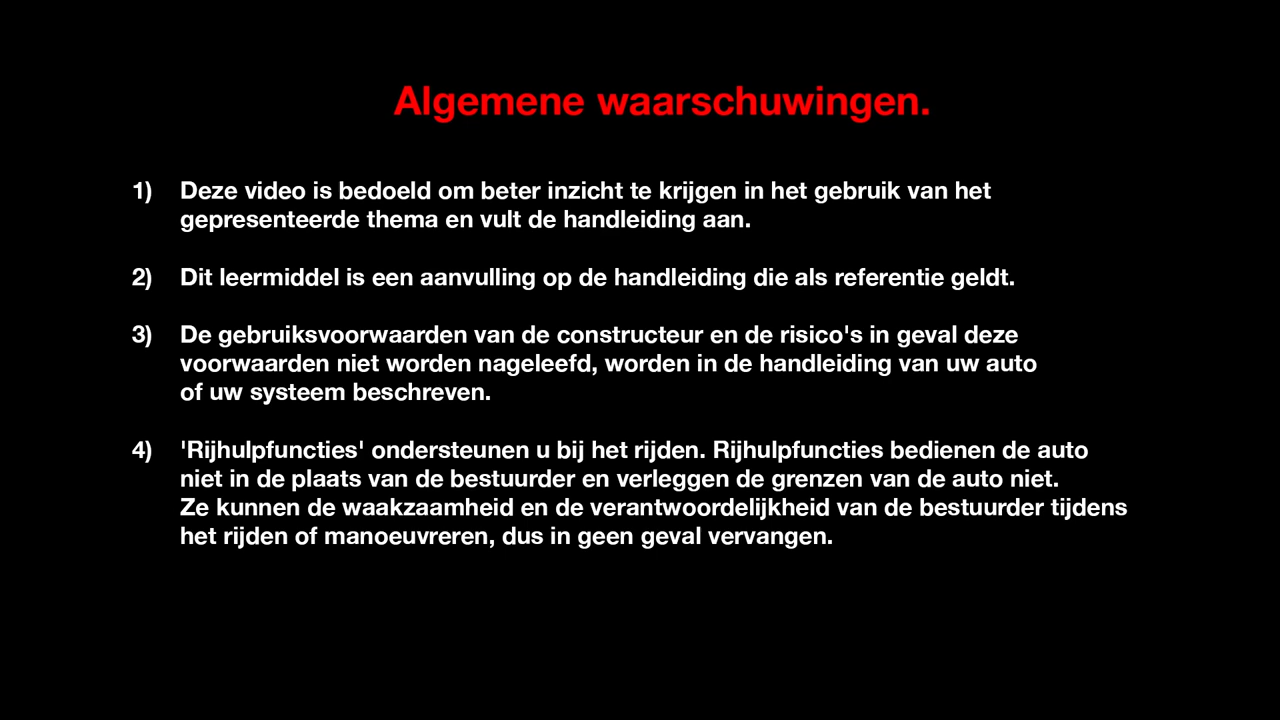 Algemene waarschuwingen.
1) Deze video is bedoeld om beter inzicht te krijgen in het gebruik van het
gepresenteerde thema en vult de handleiding aan.
2) Dit leermiddel is een aanvulling op de handleiding die als referentie geldt.
3) De gebruiksvoorwaarden van de constructeur en de risico's in geval deze
voorwaarden niet worden nageleefd, worden in de handleiding van uw auto
of uw systeem beschreven.
4) 'Rijhulpfuncties' ondersteunen u bij het rijden. Rijhulpfuncties bedienen de auto
niet in de plaats van de bestuurder en verleggen de grenzen van de auto niet.
Ze kunnen de waakzaamheid en de verantwoordelijkheid van de bestuurder tijdens
het rijden of manoeuvreren, dus in geen geval vervangen.